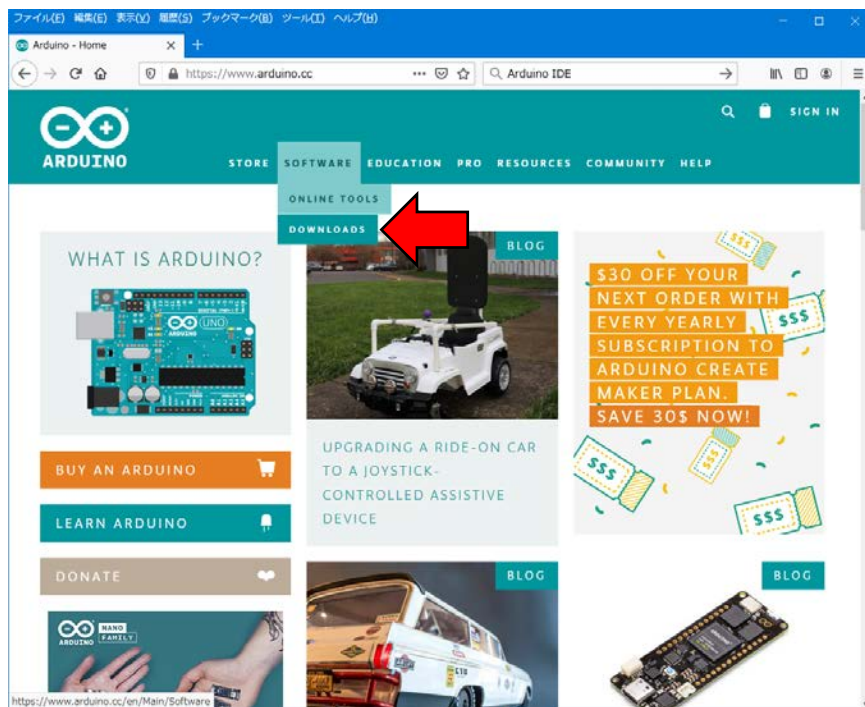 ファイル(F) 編集(E) 表示(V) 履歴(S) ブックマーク(B) ツール(T) ヘルプ(H)
Arduino - Home
https://www.arduino.cc
Arduino IDE
SIGN IN
ARDUINO
STORE SOFTWARE EDUCATION PRO RESOURCES COMMUNITY HELP
ONLINE TOOLS
DOWNLOADS
WHAT IS ARDUINO?
UNO
ARDUINO
BUY AN ARDUINO
LEARN ARDUINO
DONATE
ARDUINO
NANO
FAMILY
BLOG
UPGRADING A RIDE-ON CAR
TO A JOYSTICK-
CONTROLLED ASSISTIVE
DEVICE
BLOG
$30 OFF YOUR
NEXT ORDER WITH
EVERY YEARLY
SUBSCRIPTION TO
ARDUINO CREATE
MAKER PLAN.
SAVE 30$ NOW!
$$$
$$$
$$$
$$$
$$$
BLOG
https://www.arduino.cc/en/Main/Software